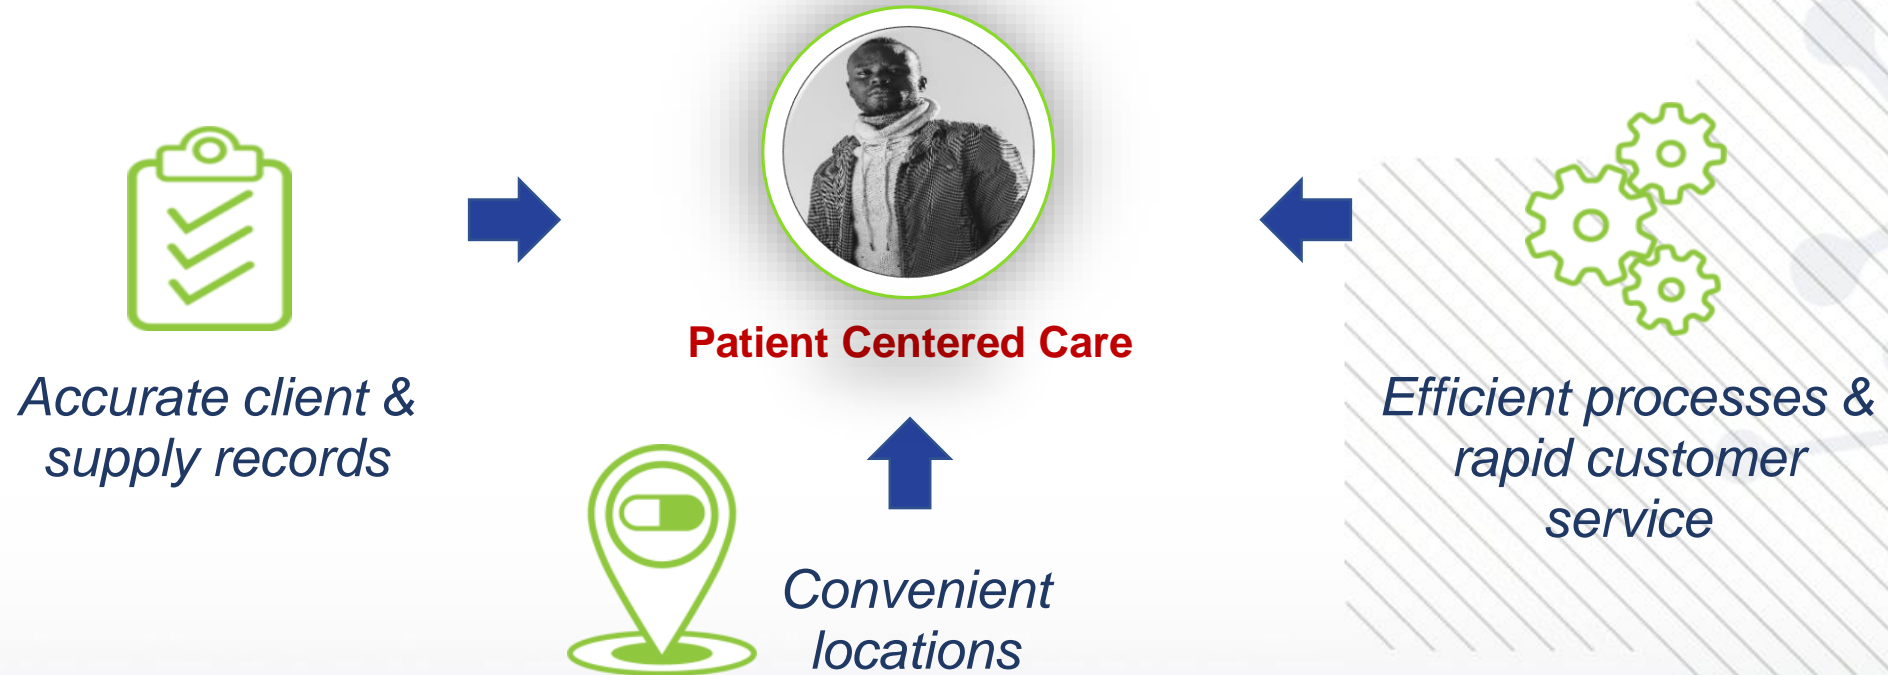 Patient Centered Care
Accurate client &
supply records
Efficient processes &
rapid customer
service
Convenient
locations